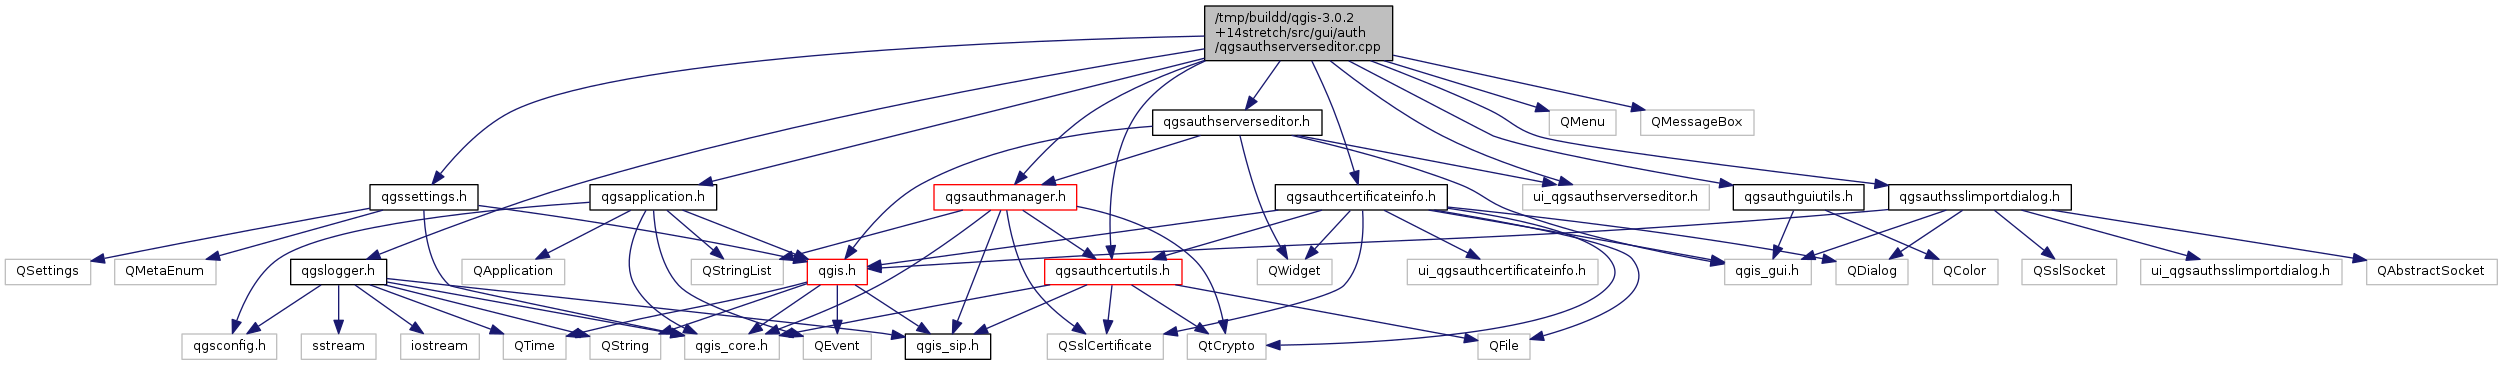 /tmp/buildd/qgis-3.0.2
+14stretch/src/gui/auth
/qgsauthserverseditor.cpp
qgsauthserverseditor.h
QMenu
QMessageBox
qgssettings.h
qgsapplication.h
qgsauthmanager.h
qgsauthcertificateinfo.h
ui_qgsauthserverseditor.h
qgsauthguiutils.h
qgsauthsslimportdialog.h
QSettings
QMetaEnum
qgslogger.h
QApplication
QStringList
qgis.h
qgsauthcertutils.h
QWidget
ui_qgsauthcertificateinfo.h
qgis_gui.h
QDialog
QColor
QSslSocket
ui_qgsauthsslimportdialog.h
QAbstractSocket
qgsconfig.h
sstream
iostream
QTime
QString
qgis_core.h
QEvent
qgis_sip.h
QSslCertificate
QtCrypto
QFile